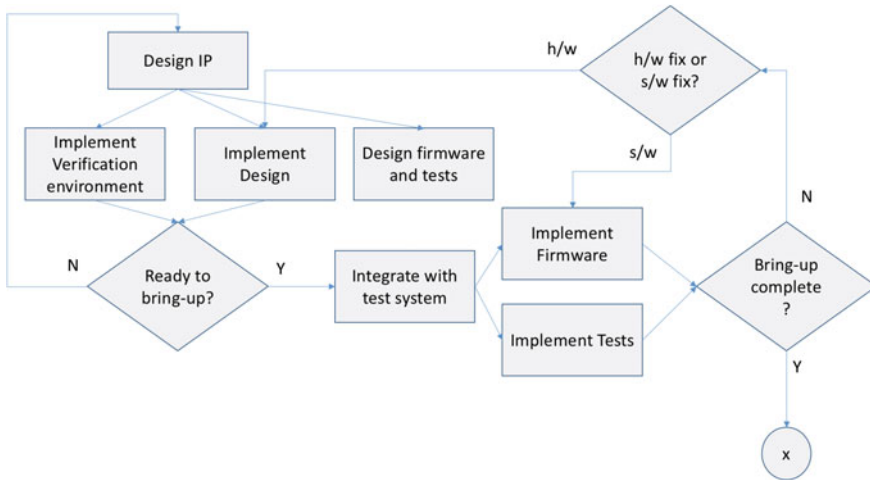 Design IP
h/w
h/w fix or
s/w fix?
Implement
Verification
environment
Implement
Design
Design firmware
and tests
s/w
N
Ready to
bring-up?
Y
Integrate with
test system
Implement
Firmware
Implement Tests
N
Bring-up
complete
?
Y
x